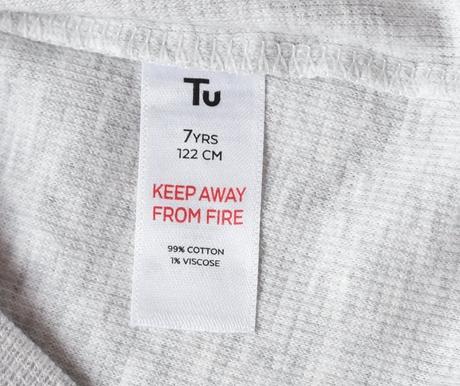 Tu
7YRS
122 CM
KEEP AWAY
FROM FIRE
99% COTTON
1% VISCOSE